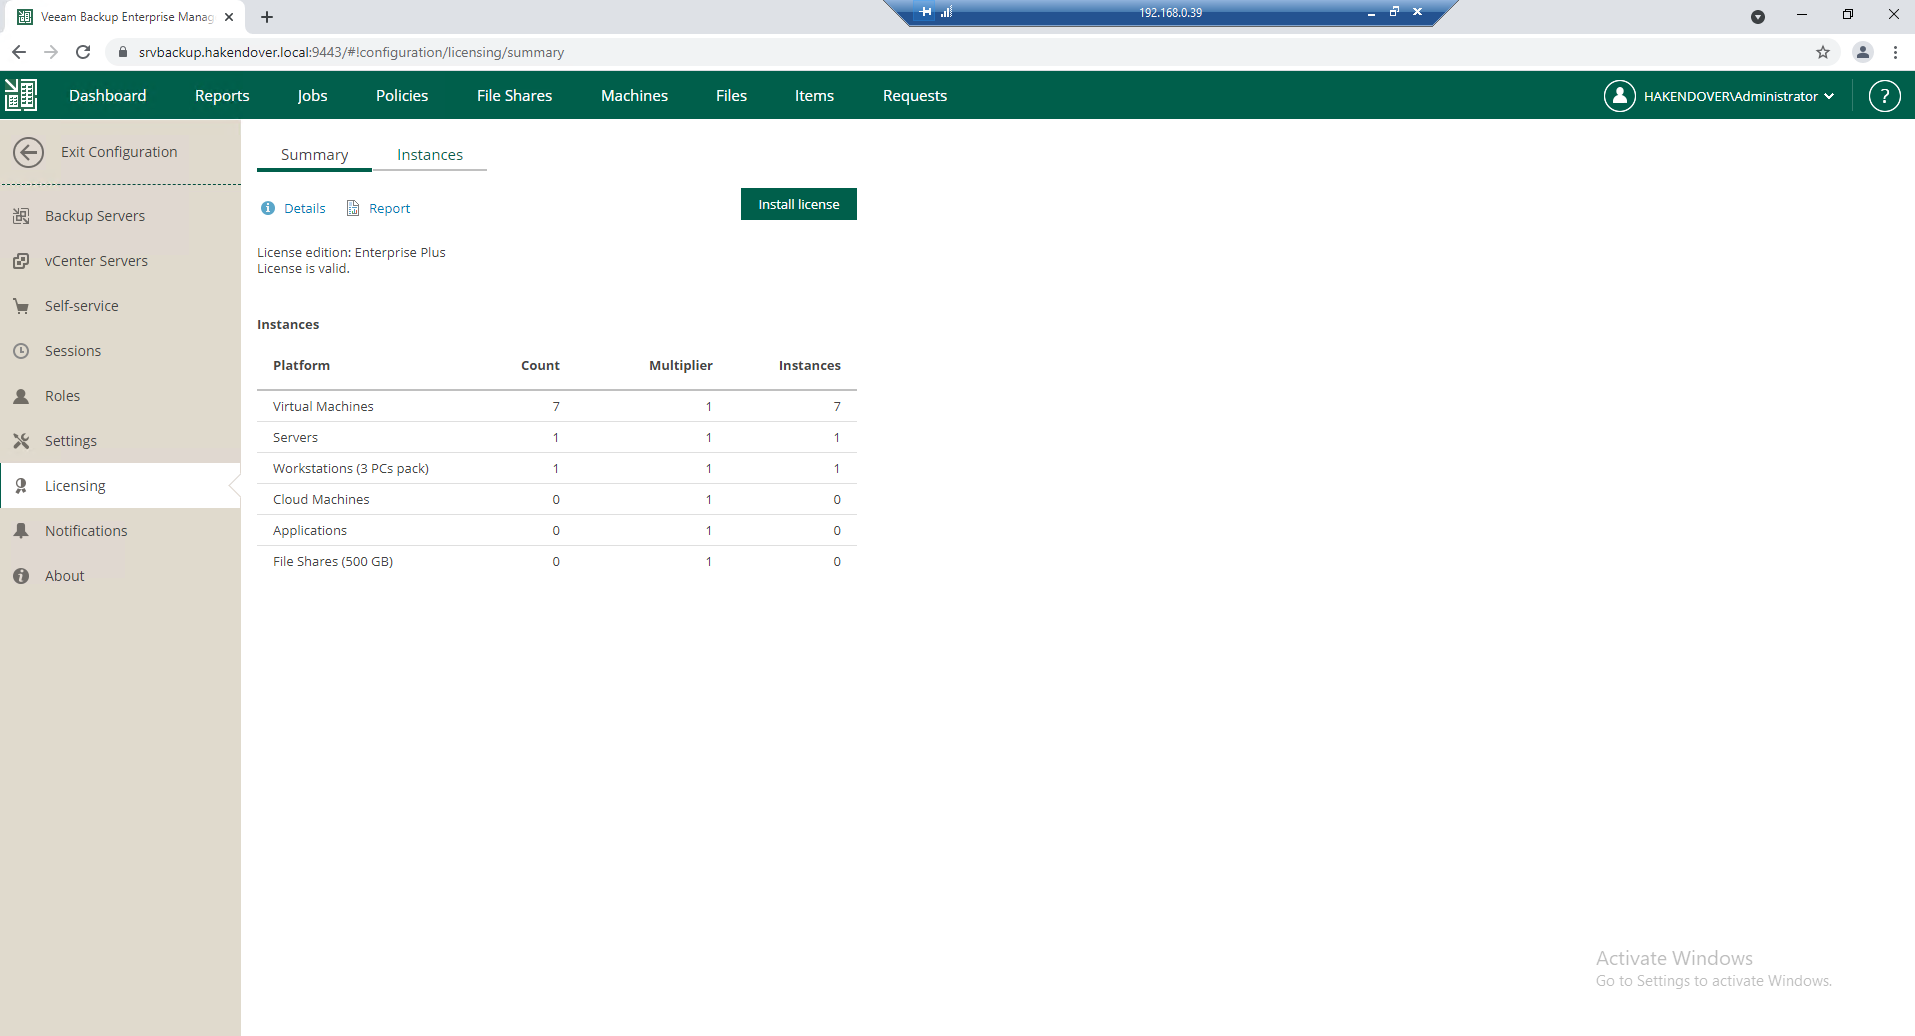 Veeam Backup Enterprise Manag
192.168.0.39
srvbackup.hakendover.local:9443/#!configuration/licensing/summary
Dashboard Reports Jobs Policies File Shares Machines Files Items Requests HAKENDOVER\Administrator ?
Exit Configuration
Backup Servers
vCenter Servers
Self-service
Sessions
Roles
Settings
Licensing
Notifications
About
Summary Instances
Details Report Install license
License edition: Enterprise Plus
License is valid.
Instances
Platform Count Multiplier Instances
Virtual Machines 7 1 7
Servers 1 1 1
Workstations (3 PCs pack) 1 1 1
Cloud Machines 0 1 0
Applications 0 1 0
File Shares (500 GB) 0 1 0
Activate Windows
Go to Settings to activate Windows.